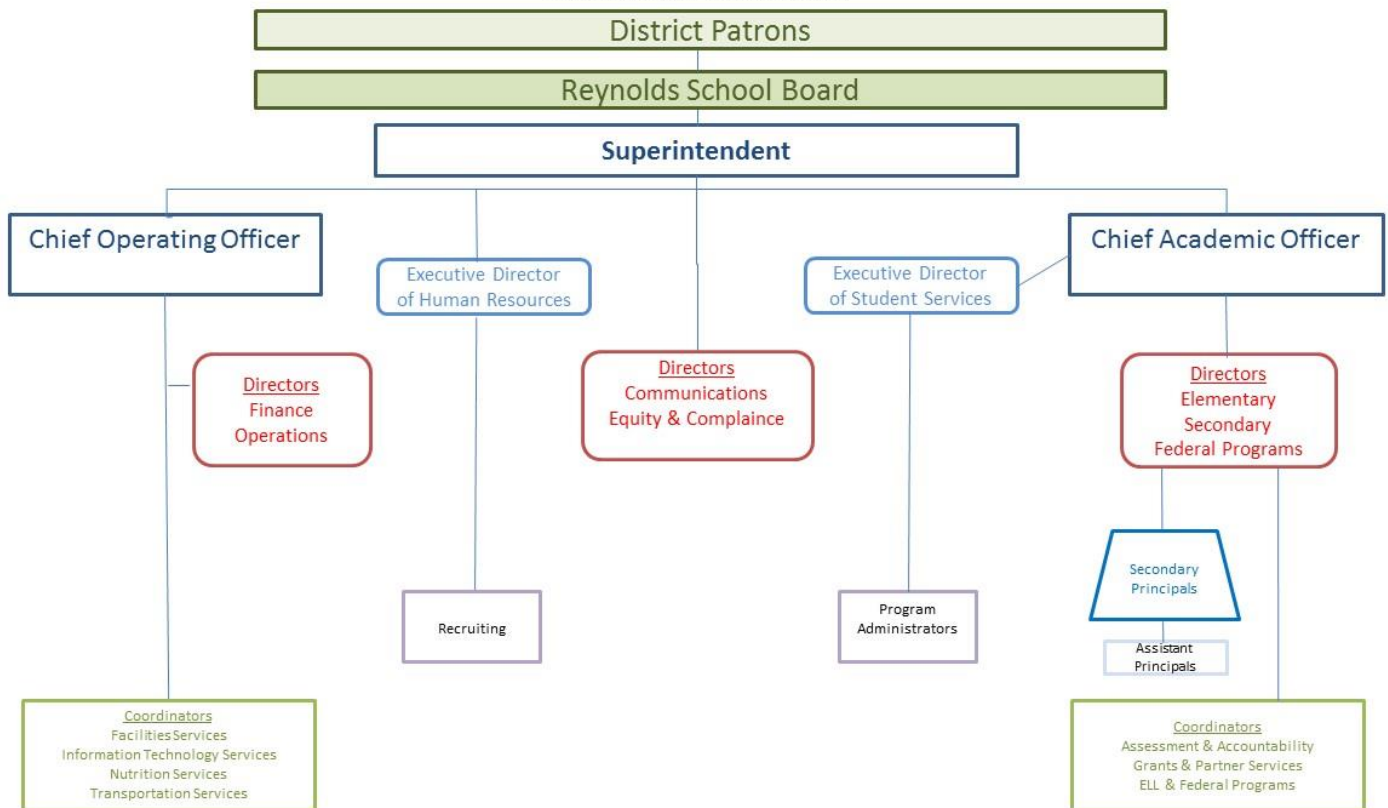 District Patrons
Reynolds School Board
Superintendent
Chief Operating Officer
Chief Academic Officer
Executive Director
of Human Resources
Executive Director
of Student Services
Directors
Finance
Operations
Directors
Communications
Equity & Complaince
Directors
Elementary
Secondary
Federal Programs
Secondary
Principals
Recruiting
Program
Administrators
Assistant
Principals
Coordinators
Facilities Services
Information Technology Services
Nutrition Services
Transportation Services
Coordinators
Assessment & Accountability
Grants & Partner Services
ELL & Federal Programs